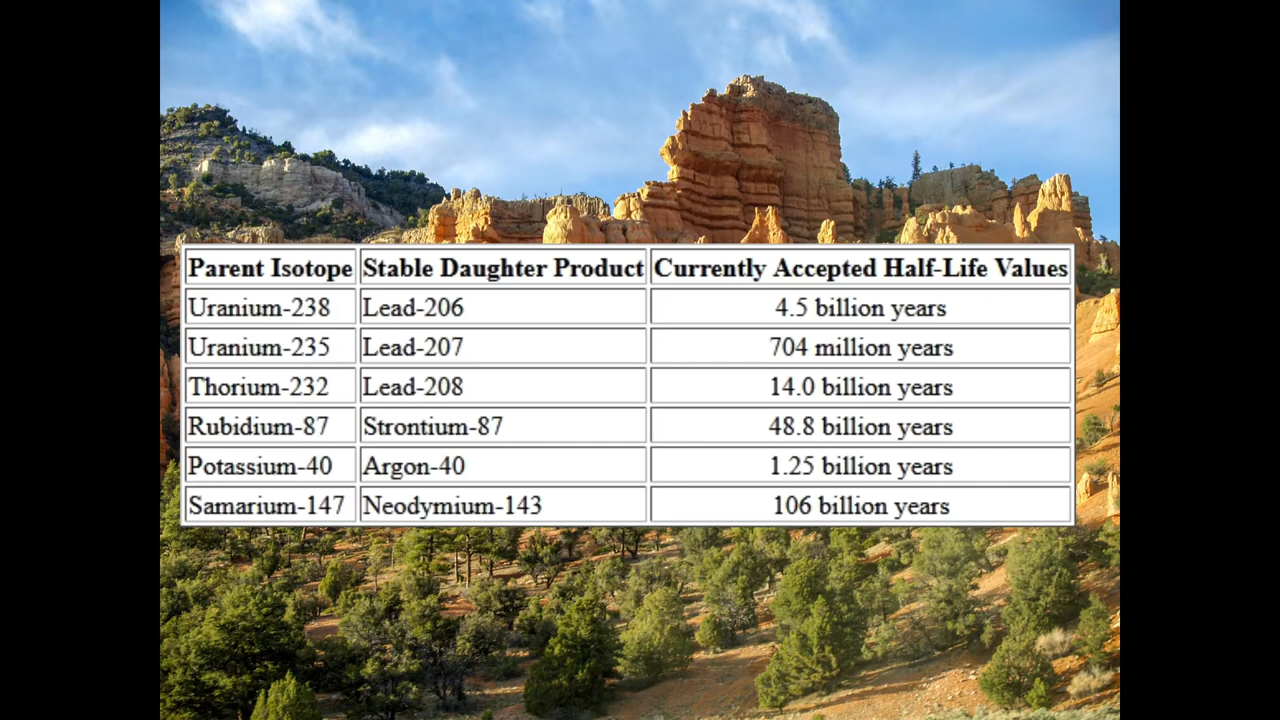 Parent Isotope Stable Daughter Product Currently Accepted Half-Life Values
Uranium-238 Lead-206 4.5 billion years
Uranium-235 Lead-207 704 million years
Thorium-232 Lead-208 14.0 billion years
Rubidium-87 Strontium-87 48.8 billion years
Potassium-40 Argon-40 1.25 billion years
Samarium-147 Neodymium-143 106 billion years